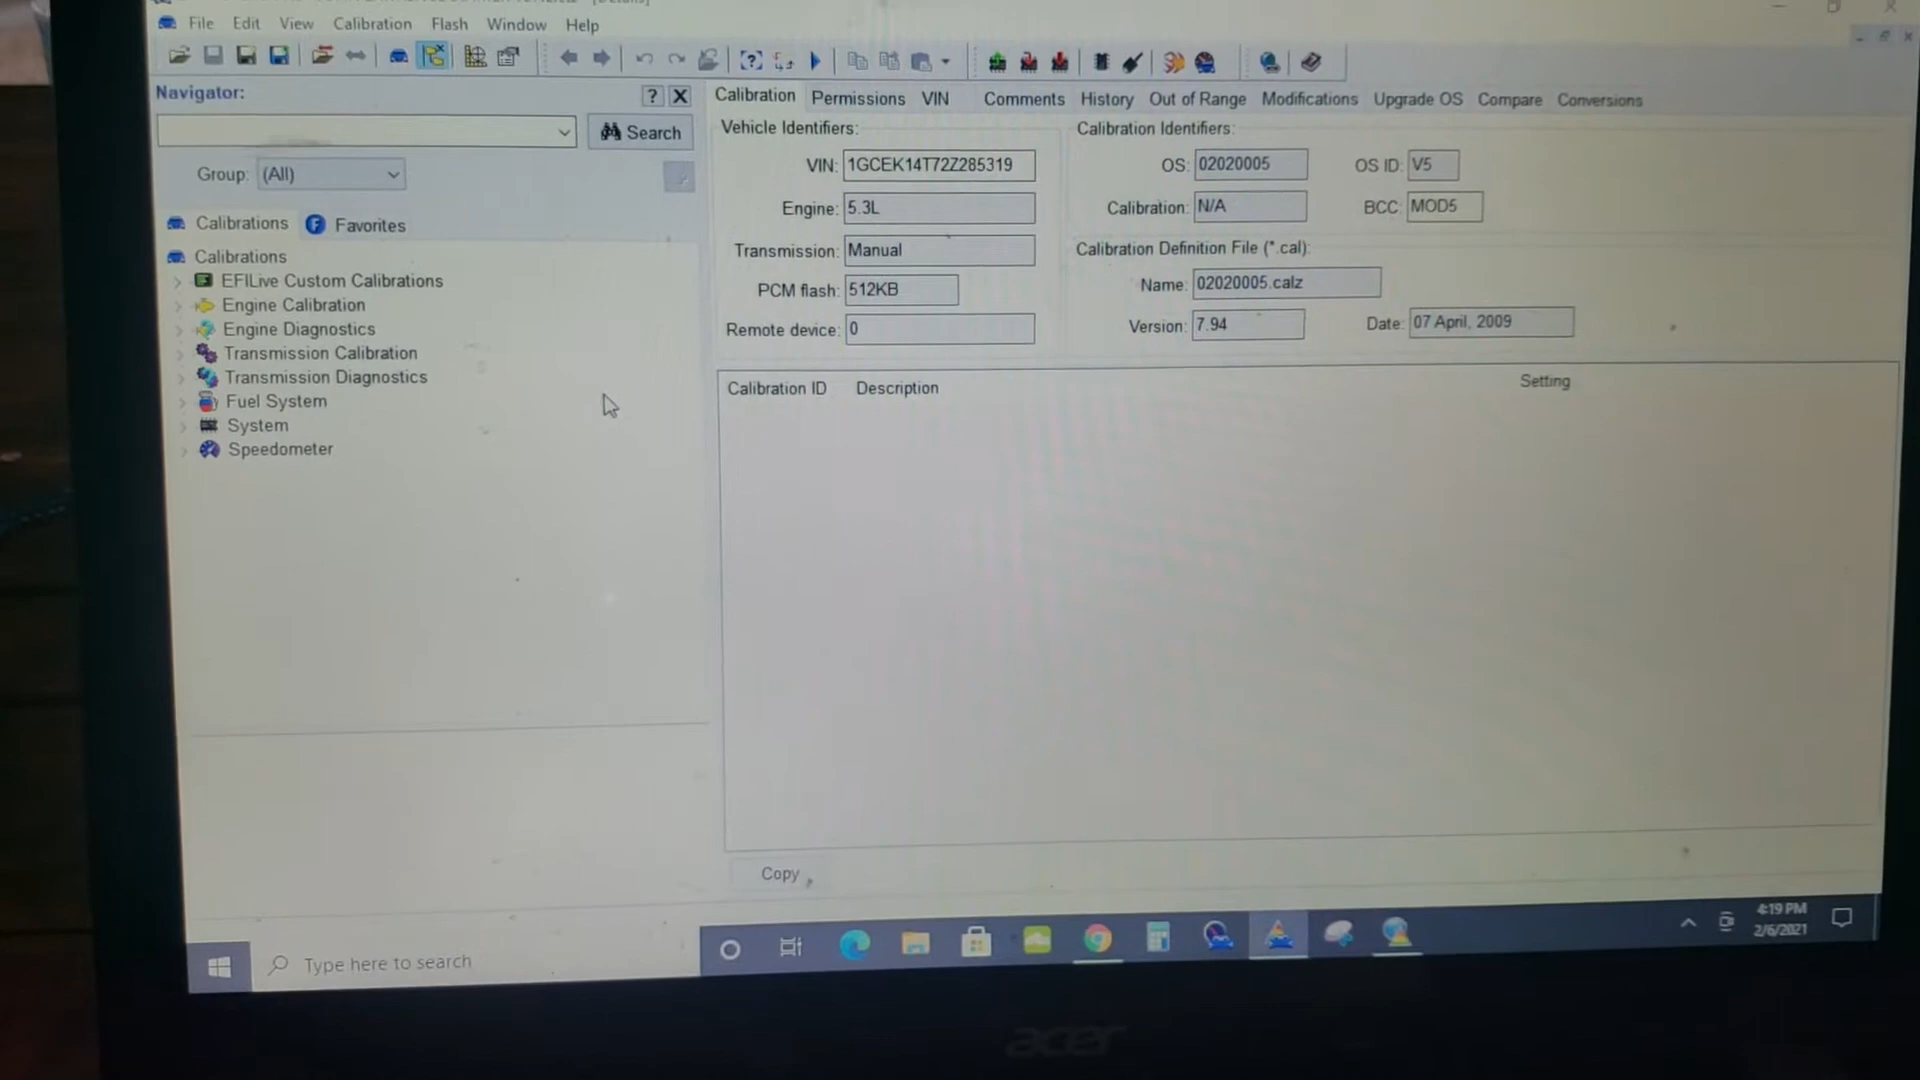 File Edit View Calibration Flash Window Help
Navigator:
Search
Group: (All)
Calibrations Favorites
Calibrations
EFILive Custom Calibrations
Engine Calibration
Engine Diagnostics
Transmission Calibration
Transmission Diagnostics
Fuel System
System
Speedometer
Calibration Permissions VIN Comments History Out of Range Modifications Upgrade OS Compare Conversions
Vehicle Identifiers:
VIN: 1GCEK14T72Z285319
Engine: 5.3L
Transmission: Manual
PCM flash: 512KB
Remote device: 0
Calibration Identifiers:
OS: 02020005 OS ID: V5
Calibration: N/A BCC: MOD5
Calibration Definition File (*.cal):
Name: 02020005.calz
Version: 7.94 Date: 07 April, 2009
Calibration ID Description Setting
Copy
Type here to search
4:19 PM
2/6/2021
acer